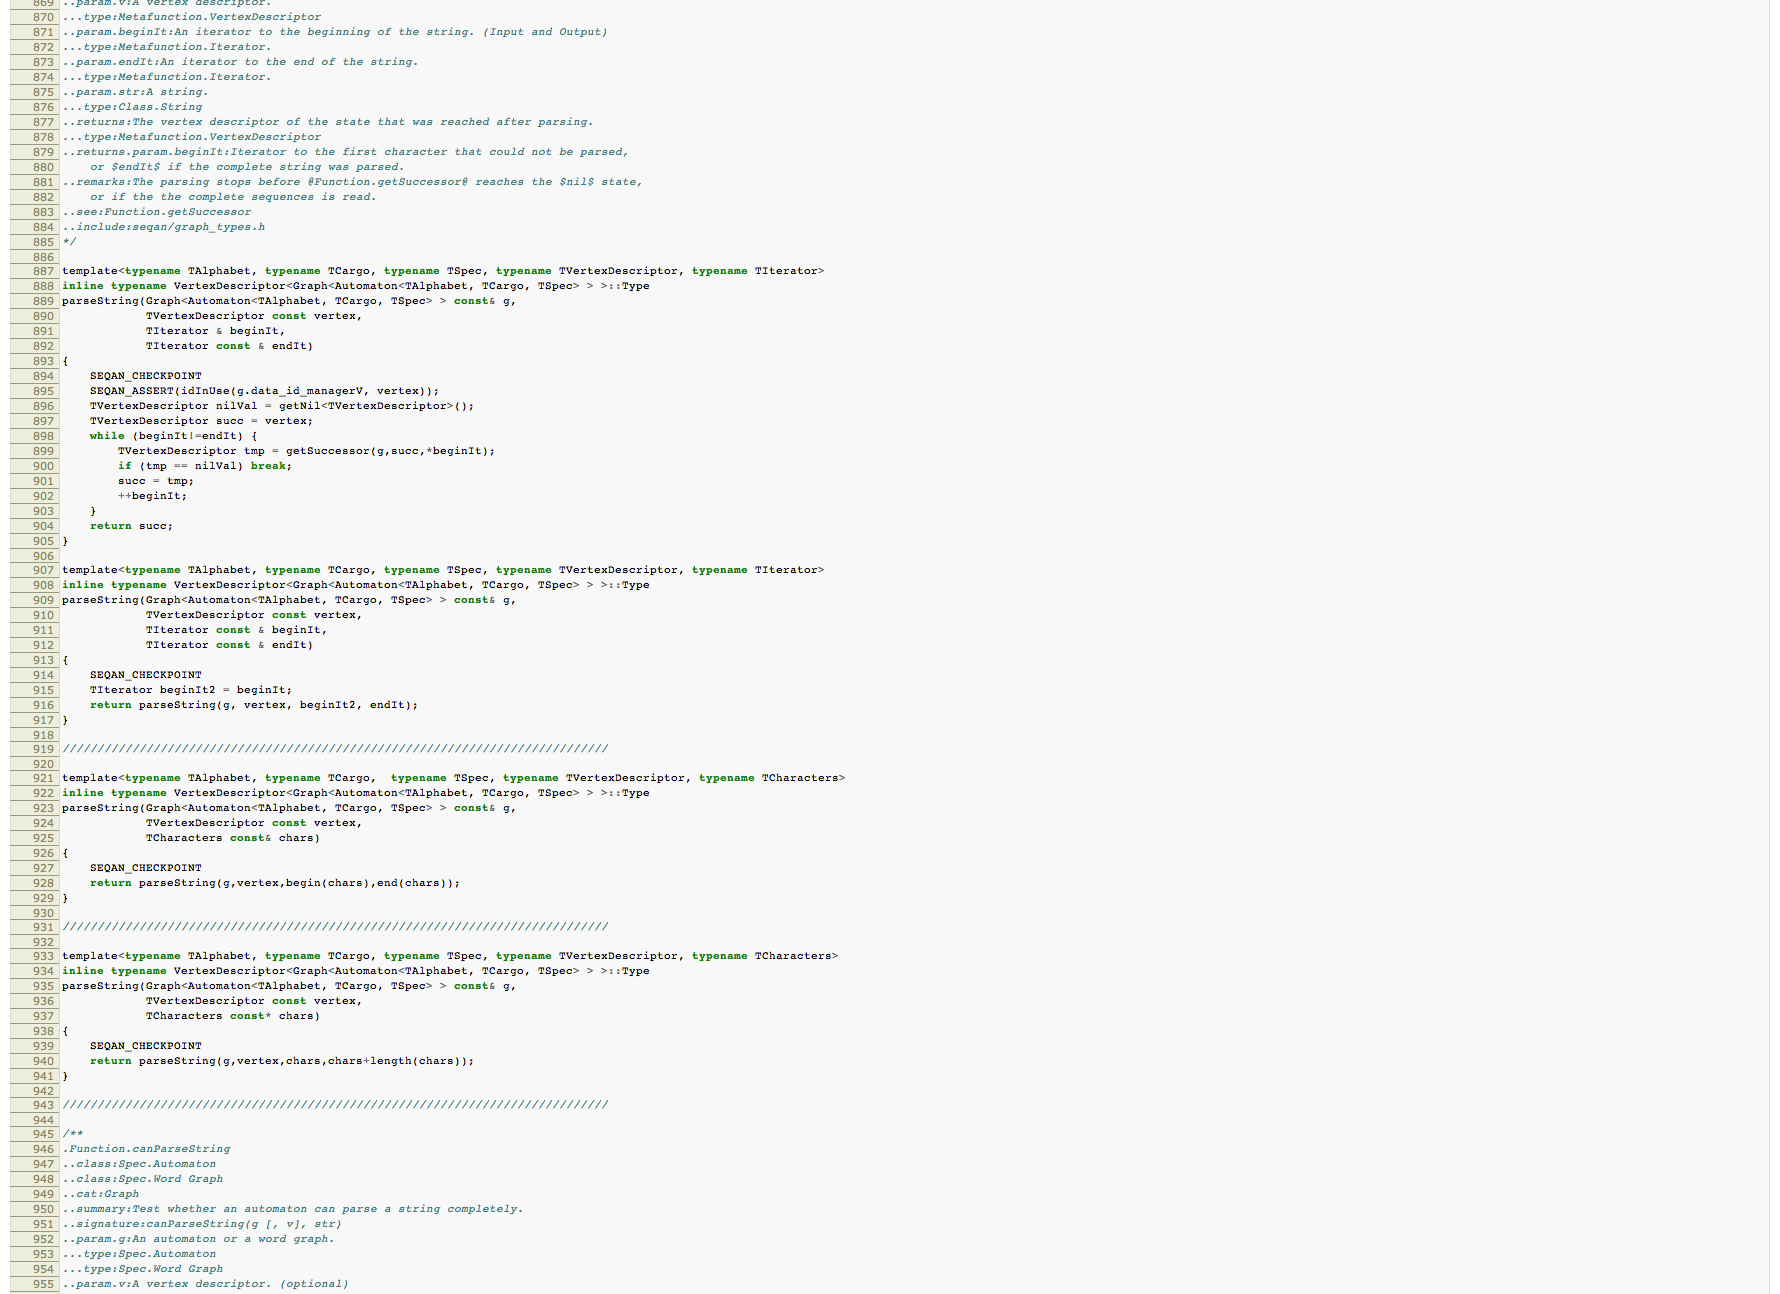 869 ..param.v:A vertex descriptor.
870 ...type:Metafunction.VertexDescriptor
871 ..param.beginIt:An iterator to the beginning of the string. (Input and Output)
872 ...type:Metafunction.Iterator.
873 ..param.endIt:An iterator to the end of the string.
874 ...type:Metafunction.Iterator.
875 ..param.str:A string.
876 ...type:Class.String
877 ..returns:The vertex descriptor of the state that was reached after parsing.
878 ...type:Metafunction.VertexDescriptor
879 ..returns.param.beginIt:Iterator to the first character that could not be parsed,
880     or $endIt$ if the complete string was parsed.
881 ..remarks:The parsing stops before @Function.getSuccessor@ reaches the $nil$ state,
882     or if the the complete sequences is read.
883 ..see:Function.getSuccessor
884 ..include:seqan/graph_types.h
885 */
886
887 template<typename TAlphabet, typename TCargo, typename TSpec, typename TVertexDescriptor, typename TIterator>
888 inline typename VertexDescriptor<Graph<Automaton<TAlphabet, TCargo, TSpec> > >::Type
889 parseString(Graph<Automaton<TAlphabet, TCargo, TSpec> > const& g,
890             TVertexDescriptor const vertex,
891             TIterator & beginIt,
892             TIterator const & endIt)
893 {
894     SEQAN_CHECKPOINT
895     SEQAN_ASSERT(idInUse(g.data_id_managerV, vertex));
896     TVertexDescriptor nilVal = getNil<TVertexDescriptor>();
897     TVertexDescriptor succ = vertex;
898     while (beginIt!=endIt) {
899         TVertexDescriptor tmp = getSuccessor(g,succ,*beginIt);
900         if (tmp == nilVal) break;
901         succ = tmp;
902         ++beginIt;
903     }
904     return succ;
905 }
906
907 template<typename TAlphabet, typename TCargo, typename TSpec, typename TVertexDescriptor, typename TIterator>
908 inline typename VertexDescriptor<Graph<Automaton<TAlphabet, TCargo, TSpec> > >::Type
909 parseString(Graph<Automaton<TAlphabet, TCargo, TSpec> > const& g,
910             TVertexDescriptor const vertex,
911             TIterator const & beginIt,
912             TIterator const & endIt)
913 {
914     SEQAN_CHECKPOINT
915     TIterator beginIt2 = beginIt;
916     return parseString(g, vertex, beginIt2, endIt);
917 }
918
919 //////////////////////////////////////////////////////////////////////////////
920
921 template<typename TAlphabet, typename TCargo,  typename TSpec, typename TVertexDescriptor, typename TCharacters>
922 inline typename VertexDescriptor<Graph<Automaton<TAlphabet, TCargo, TSpec> > >::Type
923 parseString(Graph<Automaton<TAlphabet, TCargo, TSpec> > const& g,
924             TVertexDescriptor const vertex,
925             TCharacters const& chars)
926 {
927     SEQAN_CHECKPOINT
928     return parseString(g,vertex,begin(chars),end(chars));
929 }
930
931 //////////////////////////////////////////////////////////////////////////////
932
933 template<typename TAlphabet, typename TCargo, typename TSpec, typename TVertexDescriptor, typename TCharacters>
934 inline typename VertexDescriptor<Graph<Automaton<TAlphabet, TCargo, TSpec> > >::Type
935 parseString(Graph<Automaton<TAlphabet, TCargo, TSpec> > const& g,
936             TVertexDescriptor const vertex,
937             TCharacters const* chars)
938 {
939     SEQAN_CHECKPOINT
940     return parseString(g,vertex,chars,chars+length(chars));
941 }
942
943 //////////////////////////////////////////////////////////////////////////////
944
945 /**
946 .Function.canParseString
947 ..class:Spec.Automaton
948 ..class:Spec.Word Graph
949 ..cat:Graph
950 ..summary:Test whether an automaton can parse a string completely.
951 ..signature:canParseString(g [, v], str)
952 ..param.g:An automaton or a word graph.
953 ...type:Spec.Automaton
954 ...type:Spec.Word Graph
955 ..param.v:A vertex descriptor. (optional)